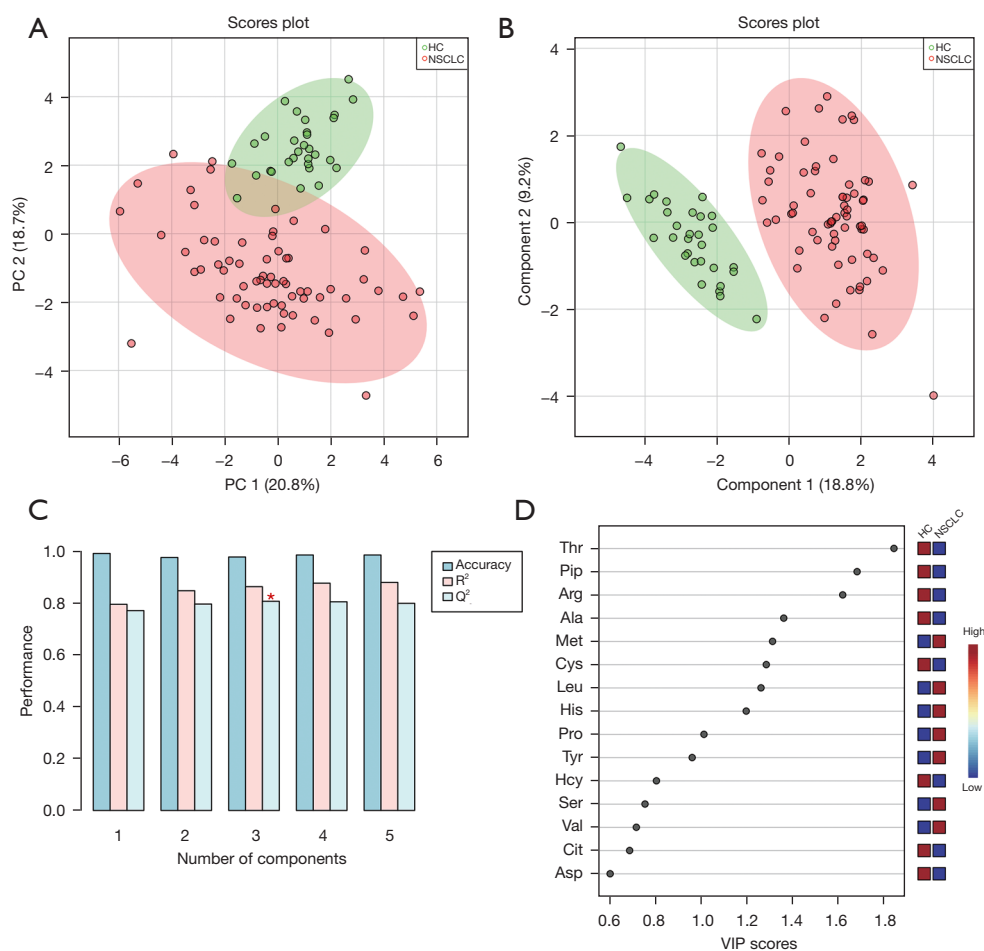 A
Scores plot
HC
NSCLC
4
2
0
−2
−4
PC 2 (18.7%)
−6
−4
−2
0
2
4
6
PC 1 (20.8%)
B
Scores plot
HC
NSCLC
4
2
0
−2
−4
Component 2 (9.2%)
−4
−2
0
2
4
Component 1 (18.8%)
C
1.0
0.8
0.6
0.4
0.2
0.0
Performance
*
Accuracy
R²
Q²
1
2
3
4
5
Number of components
D
HC
NSCLC
Thr
Pip
Arg
Ala
Met
Cys
Leu
His
Pro
Tyr
Hcy
Ser
Val
Cit
Asp
0.6
0.8
1.0
1.2
1.4
1.6
1.8
VIP scores
High
Low